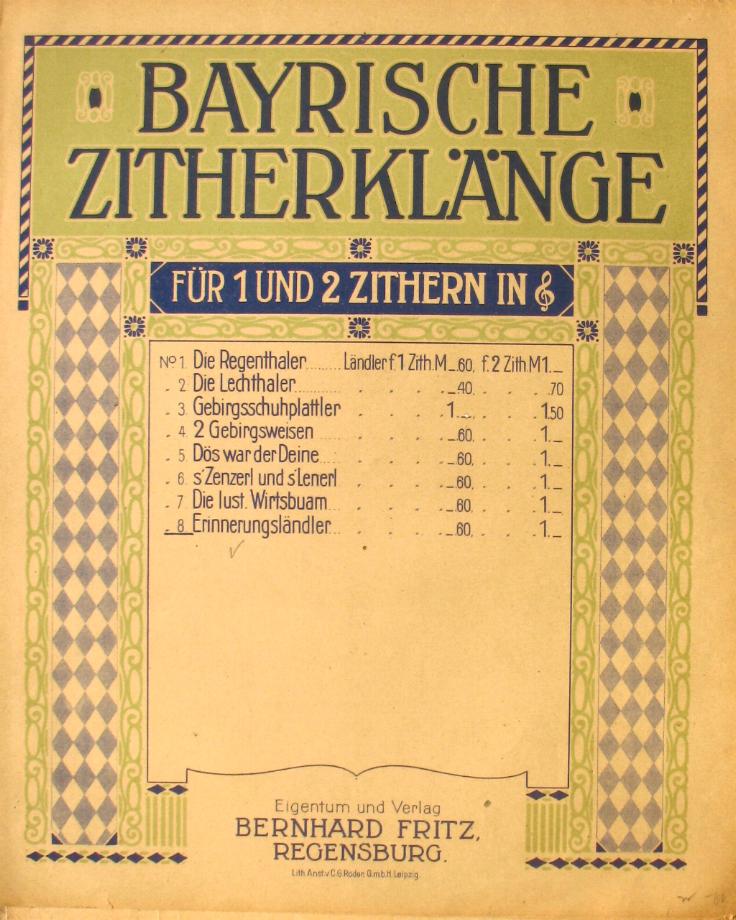 BAYRISCHE
ZITHERKLÄNGE
FÜR 1 UND 2 ZITHERN IN 𝄞
No 1. Die Regenthaler........ Ländler f. 1 Zith. M_.60, f. 2 Zith. M 1._
„ 2. Die Lechthaler........ „ „ „ „ _.40, „ „ „ .70
„ 3. Gebirgsschuhplattler „ „ „ „ 1._ „ „ „ 1.50
„ 4. 2 Gebirgsweisen.... „ „ „ „ _.60, „ „ „ 1._
„ 5. Dös war der Deine... „ „ „ „ _.60, „ „ „ 1._
„ 6. s'Zenzerl und s'Lenerl „ „ „ „ _.60, „ „ „ 1._
„ 7. Die lust. Wirtsbuam.. „ „ „ „ _.60, „ „ „ 1._
„ 8. Erinnerungsländler... „ „ „ „ _.60, „ „ „ 1._
Eigentum und Verlag
BERNHARD FRITZ,
REGENSBURG.
Lith. Anst. v. C. G. Röder G.m.b.H. Leipzig.